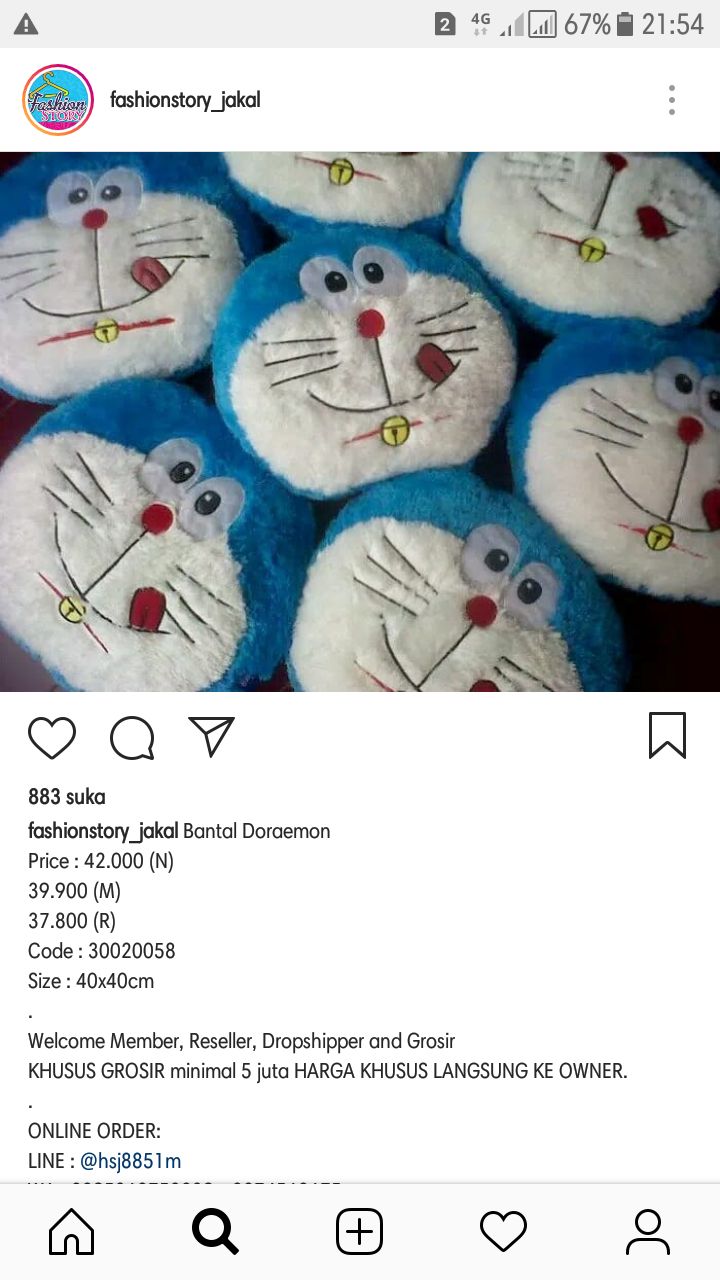 2 4G 67% 21:54
Fashion
STORY
fashionstory_jakal
883 suka
fashionstory_jakal Bantal Doraemon
Price : 42.000 (N)
39.900 (M)
37.800 (R)
Code : 30020058
Size : 40x40cm
.
Welcome Member, Reseller, Dropshipper and Grosir
KHUSUS GROSIR minimal 5 juta HARGA KHUSUS LANGSUNG KE OWNER.
.
ONLINE ORDER:
LINE : @hsj8851m